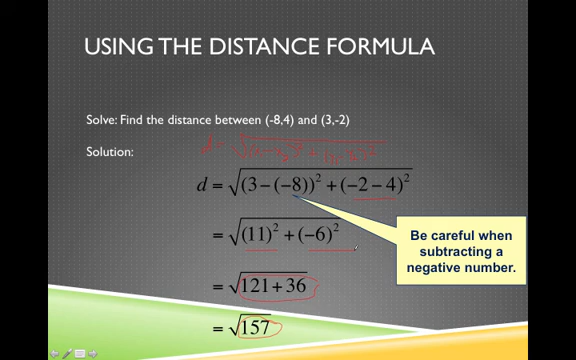 USING THE DISTANCE FORMULA
Solve: Find the distance between (-8,4) and (3,-2)
Solution:
d = √((3 − (−8))² + (−2 − 4)²)
= √((11)² + (−6)²)
Be careful when
subtracting a
negative number.
= √(121 + 36)
= √157